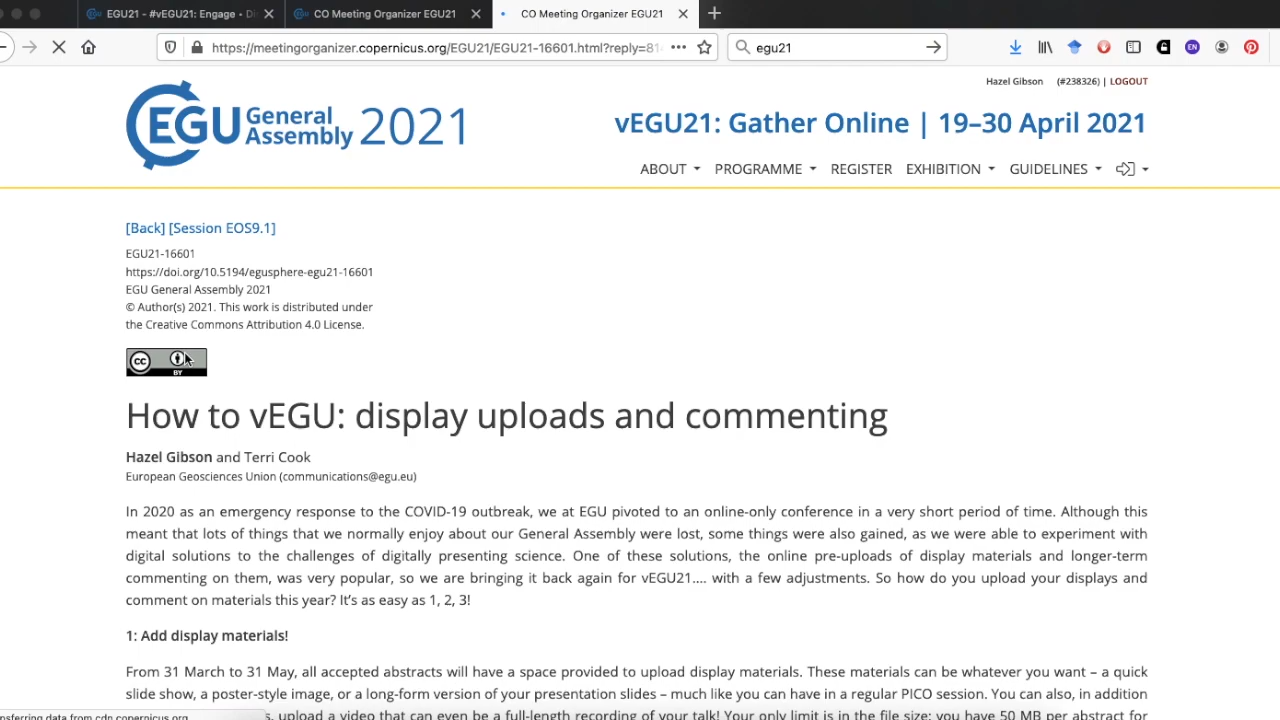 EGU21 - #vEGU21: Engage • Di
CO Meeting Organizer EGU21
CO Meeting Organizer EGU21
https://meetingorganizer.copernicus.org/EGU21/EGU21-16601.html?reply=81
egu21
EN
Hazel Gibson (#238326) | LOGOUT
EGU General Assembly 2021
vEGU21: Gather Online | 19–30 April 2021
ABOUT PROGRAMME REGISTER EXHIBITION GUIDELINES
[Back] [Session EOS9.1]
EGU21-16601
https://doi.org/10.5194/egusphere-egu21-16601
EGU General Assembly 2021
© Author(s) 2021. This work is distributed under
the Creative Commons Attribution 4.0 License.
cc BY
How to vEGU: display uploads and commenting
Hazel Gibson and Terri Cook
European Geosciences Union (communications@egu.eu)
In 2020 as an emergency response to the COVID-19 outbreak, we at EGU pivoted to an online-only conference in a very short period of time. Although this
meant that lots of things that we normally enjoy about our General Assembly were lost, some things were also gained, as we were able to experiment with
digital solutions to the challenges of digitally presenting science. One of these solutions, the online pre-uploads of display materials and longer-term
commenting on them, was very popular, so we are bringing it back again for vEGU21.... with a few adjustments. So how do you upload your displays and
comment on materials this year? It's as easy as 1, 2, 3!
1: Add display materials!
From 31 March to 31 May, all accepted abstracts will have a space provided to upload display materials. These materials can be whatever you want – a quick
slide show, a poster-style image, or a long-form version of your presentation slides – much like you can have in a regular PICO session. You can also, in addition
upload a video that can even be a full-length recording of your talk! Your only limit is in the file size: you have 50 MB per abstract for
nsferring data from cdn.copernicus.org